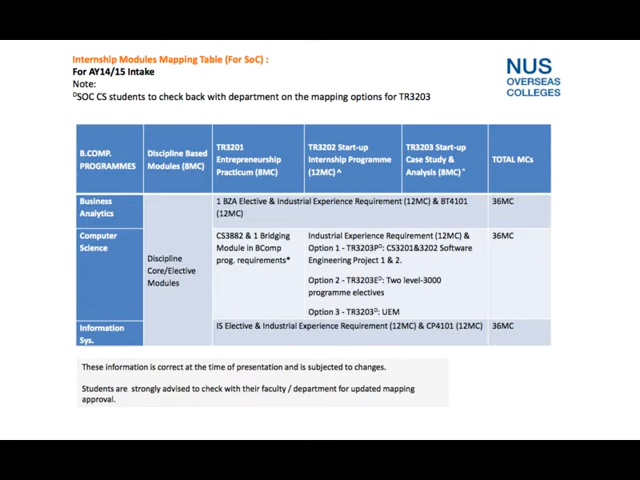 Internship Modules Mapping Table (For SoC) :
For AY14/15 Intake
Note:
ᴰSOC CS students to check back with department on the mapping options for TR3203
NUS
OVERSEAS
COLLEGES
B.COMP.
PROGRAMMES
Discipline Based
Modules (8MC)
TR3201
Entrepreneurship
Practicum (8MC)
TR3202 Start-up
Internship Programme
(12MC) ^
TR3203 Start-up
Case Study &
Analysis (8MC) ^
TOTAL MCs
Business
Analytics
1 BZA Elective & Industrial Experience Requirement (12MC) & BT4101
(12MC)
36MC
Computer
Science
Discipline
Core/Elective
Modules
CS3882 & 1 Bridging
Module in BComp
prog. requirements*
Industrial Experience Requirement (12MC) &
Option 1 - TR3203Pᴰ: CS3201&3202 Software
Engineering Project 1 & 2.
Option 2 - TR3203Eᴰ: Two level-3000
programme electives
Option 3 - TR3203ᴰ: UEM
36MC
Information
Sys.
IS Elective & Industrial Experience Requirement (12MC) & CP4101 (12MC)
36MC
These information is correct at the time of presentation and is subjected to changes.
Students are strongly advised to check with their faculty / department for updated mapping
approval.